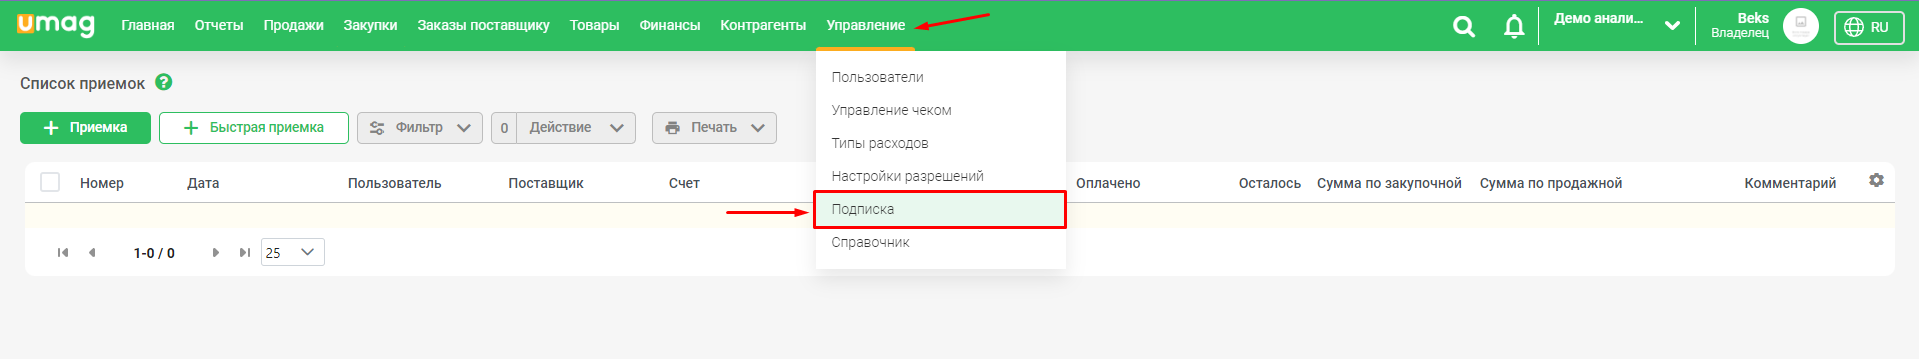 umag Главная Отчеты Продажи Закупки Заказы поставщику Товары Финансы Контрагенты Управление Демо анали... Beks Владелец RU
Список приемок ?
Пользователи
Управление чеком
Типы расходов
Настройки разрешений
Подписка
Справочник
+ Приемка + Быстрая приемка Фильтр 0 Действие Печать
Номер Дата Пользователь Поставщик Счет Оплачено Осталось Сумма по закупочной Сумма по продажной Комментарий
1-0 / 0 25